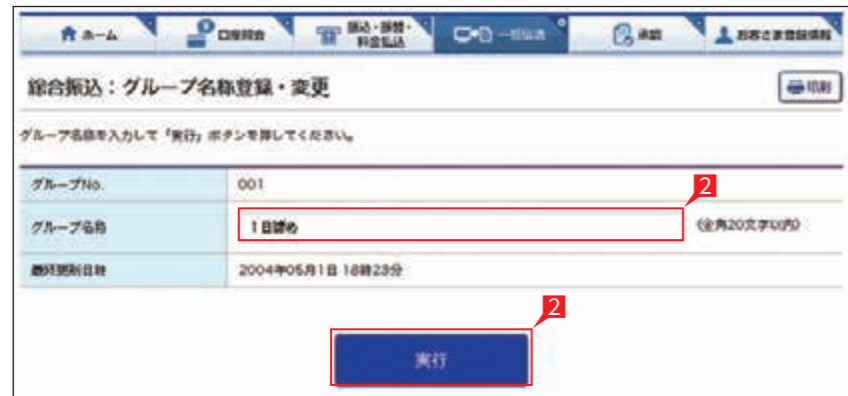 ホーム 口座照会 振込・振替・ 一括伝送 承認 お客さま登録情報
料金払込
総合振込：グループ名称登録・変更 印刷
グループ名称を入力して「実行」ボタンを押してください。
2
グループNo. 001
グループ名称 1日締め (全角20文字以内)
最終更新日時 2004年05月1日 18時23分
2
実行